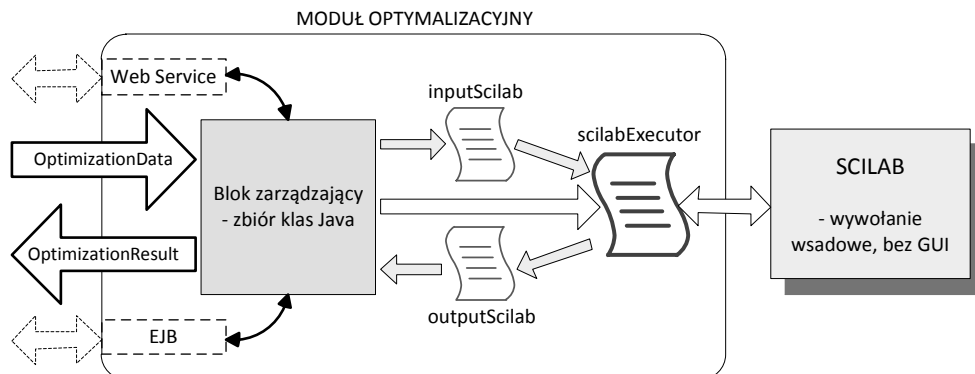 MODUŁ OPTYMALIZACYJNY
Web Service
inputScilab
scilabExecutor
OptimizationData
Blok zarządzający
- zbiór klas Java
SCILAB
- wywołanie
wsadowe, bez GUI
OptimizationResult
outputScilab
EJB